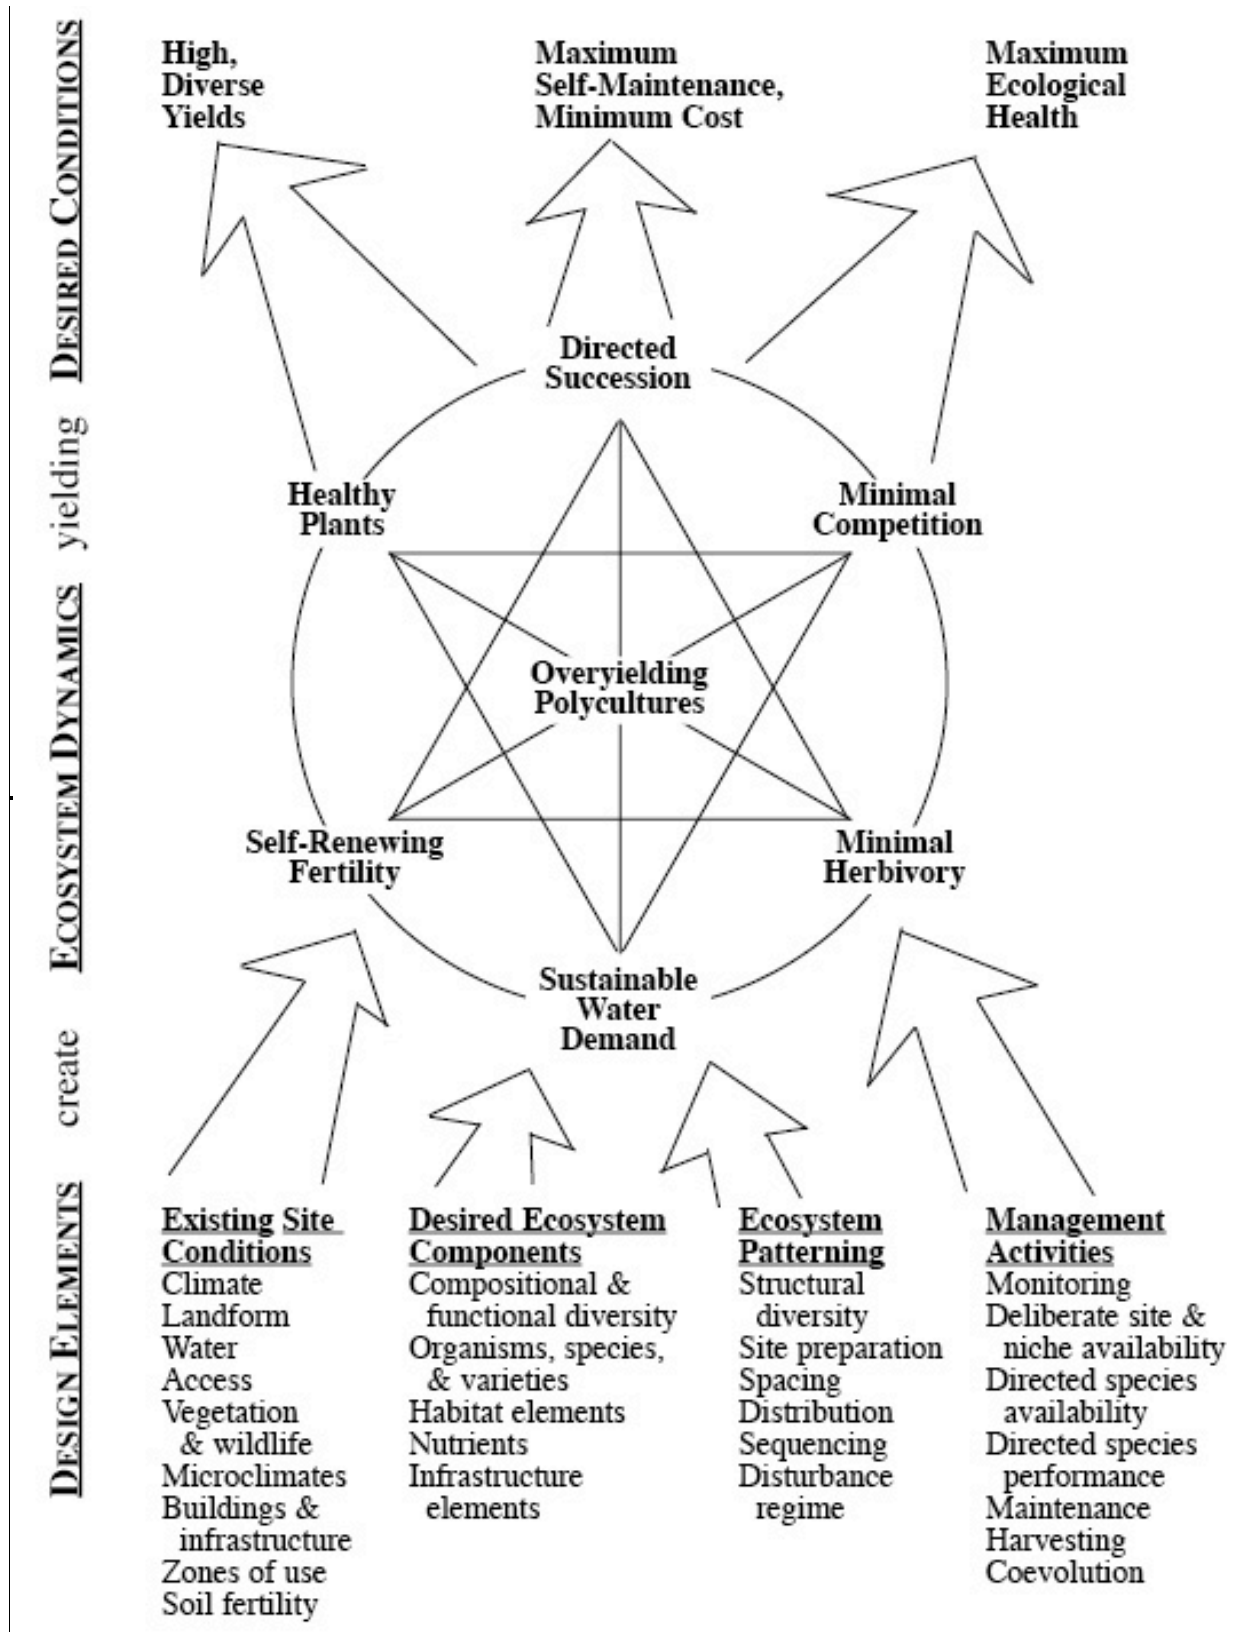 High,
Diverse
Yields
Maximum
Self-Maintenance,
Minimum Cost
Maximum
Ecological
Health
DESIRED CONDITIONS
yielding
ECOSYSTEM DYNAMICS
create
DESIGN ELEMENTS
Directed
Succession
Healthy
Plants
Minimal
Competition
Overyielding
Polycultures
Self-Renewing
Fertility
Minimal
Herbivory
Sustainable
Water
Demand
Existing Site
Conditions
Climate
Landform
Water
Access
Vegetation
& wildlife
Microclimates
Buildings &
infrastructure
Zones of use
Soil fertility
Desired Ecosystem
Components
Compositional &
functional diversity
Organisms, species,
& varieties
Habitat elements
Nutrients
Infrastructure
elements
Ecosystem
Patterning
Structural
diversity
Site preparation
Spacing
Distribution
Sequencing
Disturbance
regime
Management
Activities
Monitoring
Deliberate site &
niche availability
Directed species
availability
Directed species
performance
Maintenance
Harvesting
Coevolution